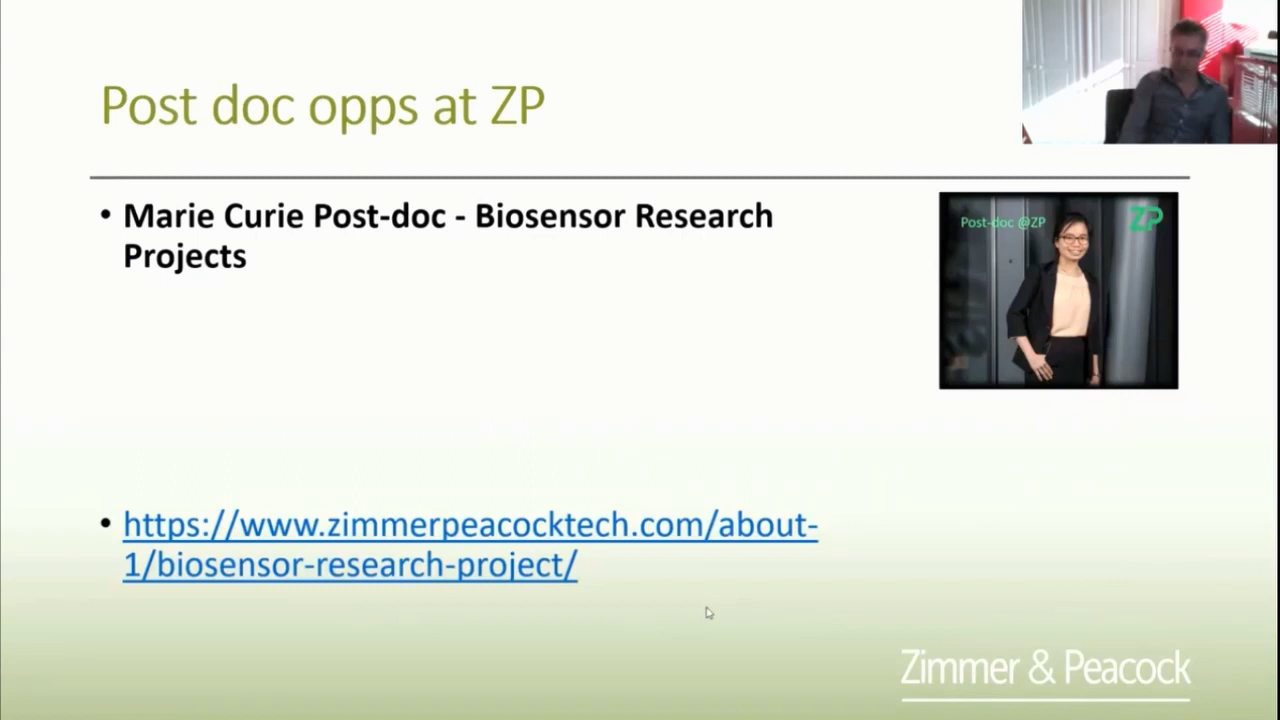 Post doc opps at ZP
• Marie Curie Post-doc - Biosensor Research
Projects
Post-doc @ZP
ZP
• https://www.zimmerpeacocktech.com/about-
1/biosensor-research-project/
Zimmer & Peacock